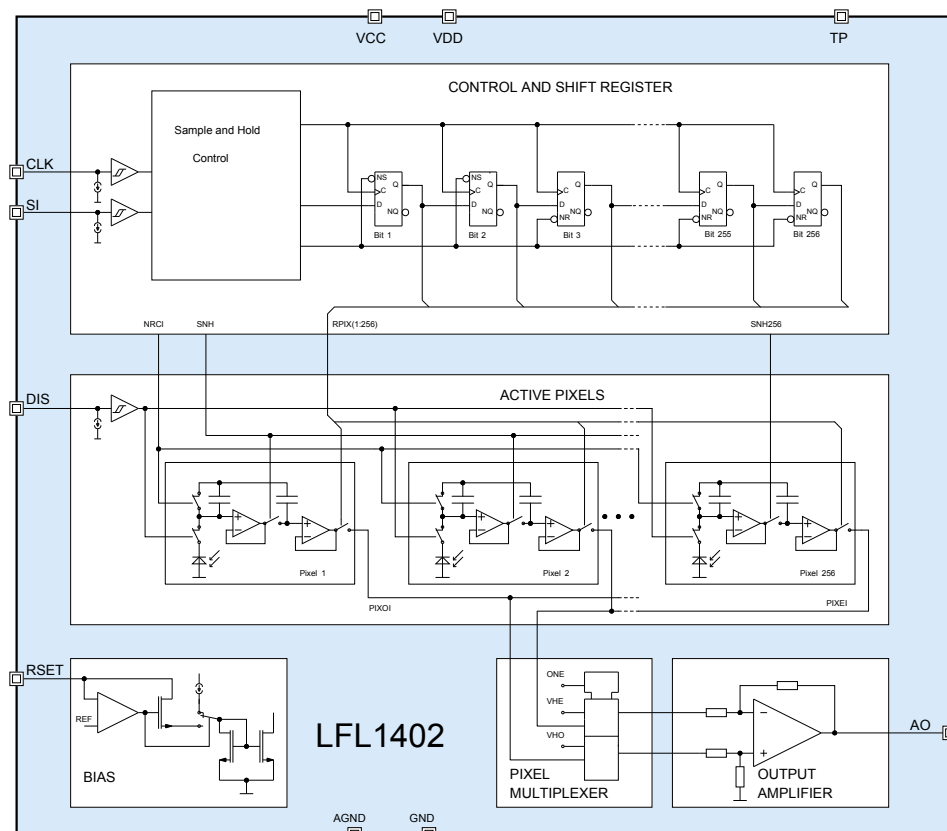 VCC VDD TP
CONTROL AND SHIFT REGISTER
Sample and Hold
Control
CLK
SI
NS Q C D NQ Bit 1
NS Q C D NQ Bit 2
Q C D NQ NR Bit 3
Q C D NQ NR Bit 255
Q C D NQ NR Bit 256
NRCI SNH RPIX(1:256) SNH256
DIS
ACTIVE PIXELS
Pixel 1 Pixel 2 Pixel 256
PIXOI PIXEI
RSET
REF
BIAS
LFL1402
ONE
VHE
VHO
PIXEL
MULTIPLEXER
OUTPUT
AMPLIFIER
AO
AGND GND